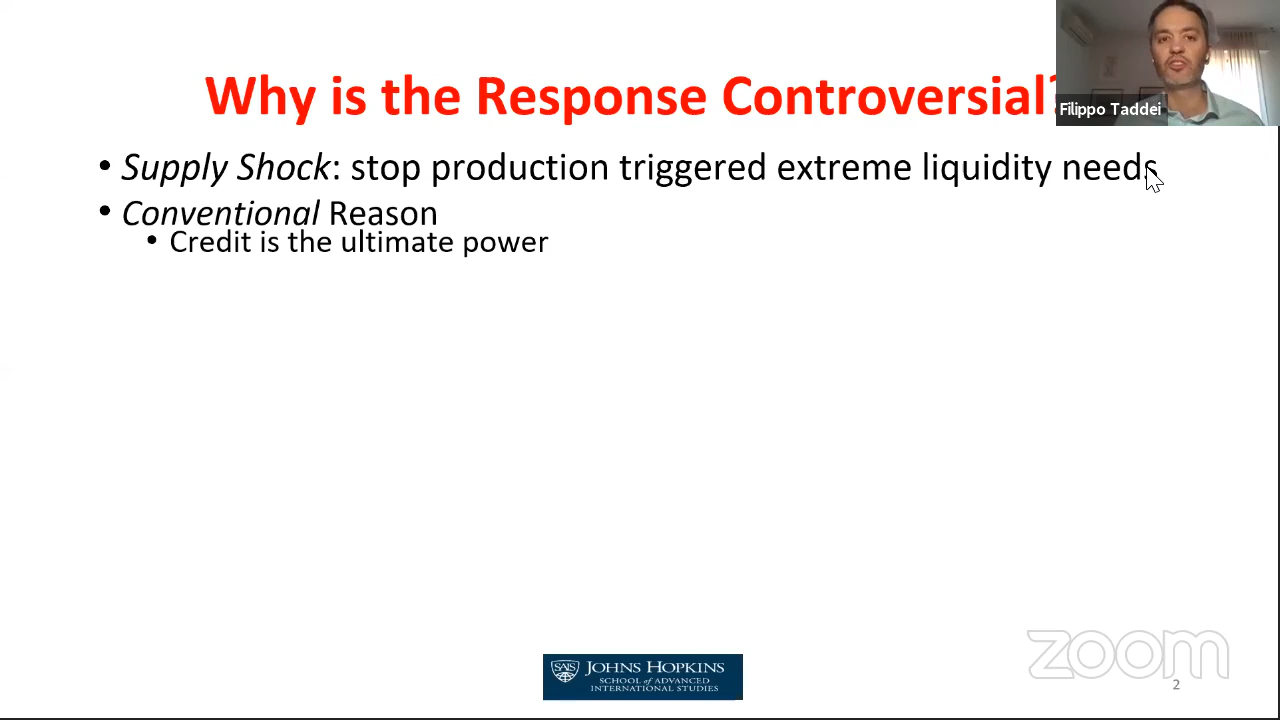 Why is the Response Controversial?
Filippo Taddei
• Supply Shock: stop production triggered extreme liquidity needs
• Conventional Reason
• Credit is the ultimate power
zoom
SAIS
JOHNS HOPKINS
SCHOOL of ADVANCED
INTERNATIONAL STUDIES
2